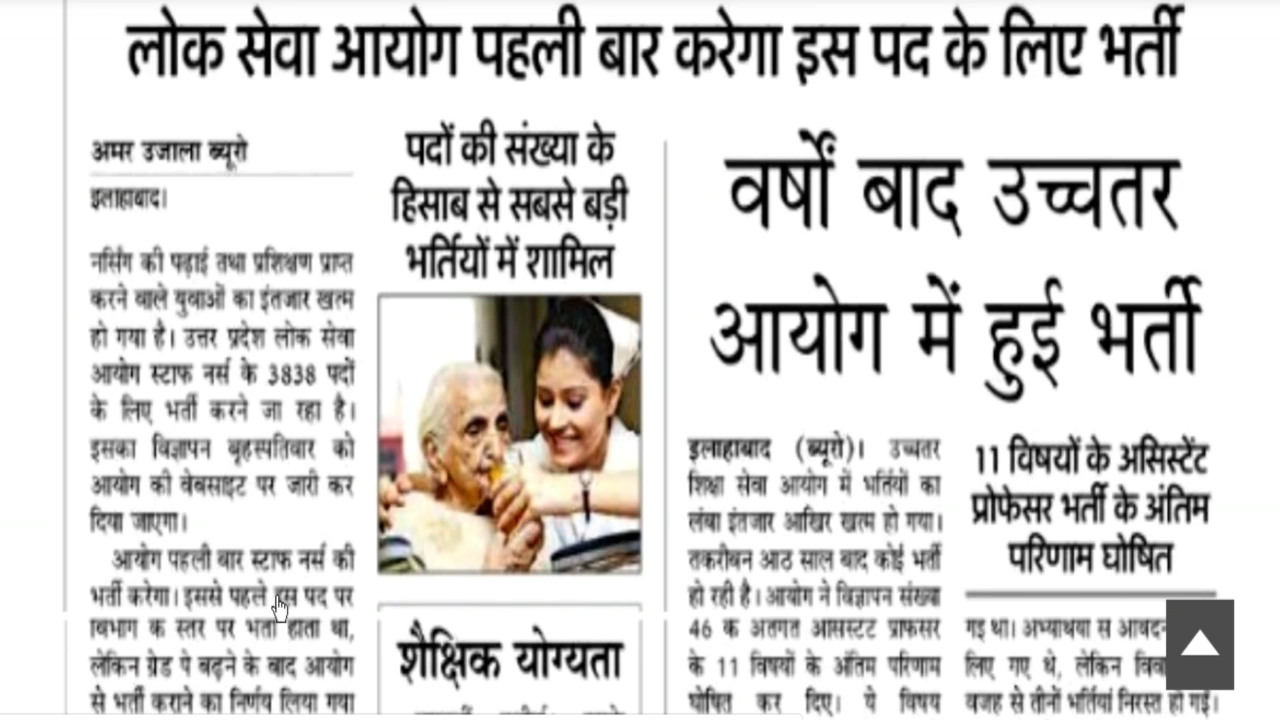 लोक सेवा आयोग पहली बार करेगा इस पद के लिए भर्ती
अमर उजाला ब्यूरो
इलाहाबाद।
नर्सिंग की पढ़ाई तथा प्रशिक्षण प्राप्त
करने वाले युवाओं का इंतजार खत्म
हो गया है। उत्तर प्रदेश लोक सेवा
आयोग स्टाफ नर्स के 3838 पदों
के लिए भर्ती करने जा रहा है।
इसका विज्ञापन बृहस्पतिवार को
आयोग की वेबसाइट पर जारी कर
दिया जाएगा।
आयोग पहली बार स्टाफ नर्स की
भर्ती करेगा। इससे पहले इस पद पर
विभाग के स्तर पर भर्ती होती थी,
लेकिन ग्रेड पे बढ़ने के बाद आयोग
से भर्ती कराने का निर्णय लिया गया
पदों की संख्या के
हिसाब से सबसे बड़ी
भर्तियों में शामिल
शैक्षिक योग्यता
वर्षों बाद उच्चतर
आयोग में हुई भर्ती
इलाहाबाद (ब्यूरो)। उच्चतर
शिक्षा सेवा आयोग में भर्तियों का
लंबा इंतजार आखिर खत्म हो गया।
तकरीबन आठ साल बाद कोई भर्ती
हो रही है। आयोग ने विज्ञापन संख्या
46 के अंतर्गत असिस्टेंट प्रोफेसर
के 11 विषयों के अंतिम परिणाम
घोषित कर दिए। ये विषय
11 विषयों के असिस्टेंट
प्रोफेसर भर्ती के अंतिम
परिणाम घोषित
गई थी। अभ्यर्थियों से आवेदन
लिए गए थे, लेकिन
वजह से तीनों भर्तियां निरस्त हो गईं।